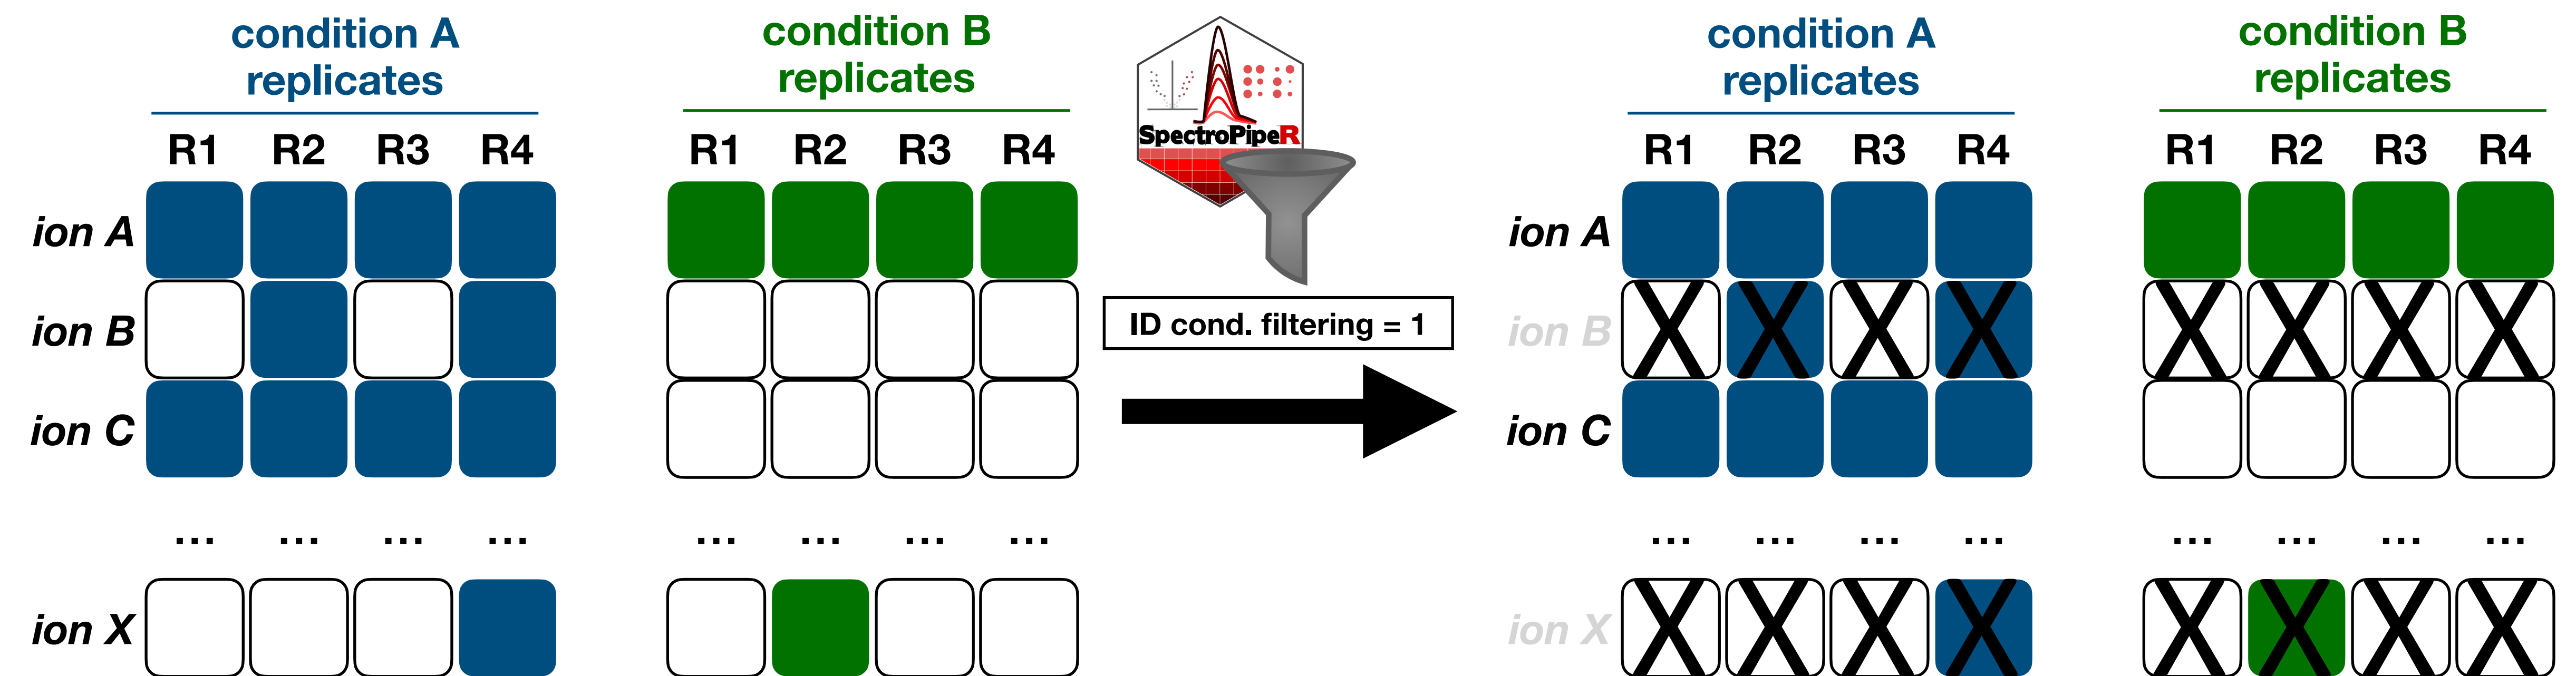 condition A
replicates
R1 R2 R3 R4
ion A
ion B
ion C
... ... ... ...
ion X
condition B
replicates
R1 R2 R3 R4
... ... ... ...
SpectroPipeR
ID cond. filtering = 1
condition A
replicates
R1 R2 R3 R4
ion A
X X X X
ion B
ion C
... ... ... ...
X X X X
ion X
condition B
replicates
R1 R2 R3 R4
X X X X
... ... ... ...
X X X X